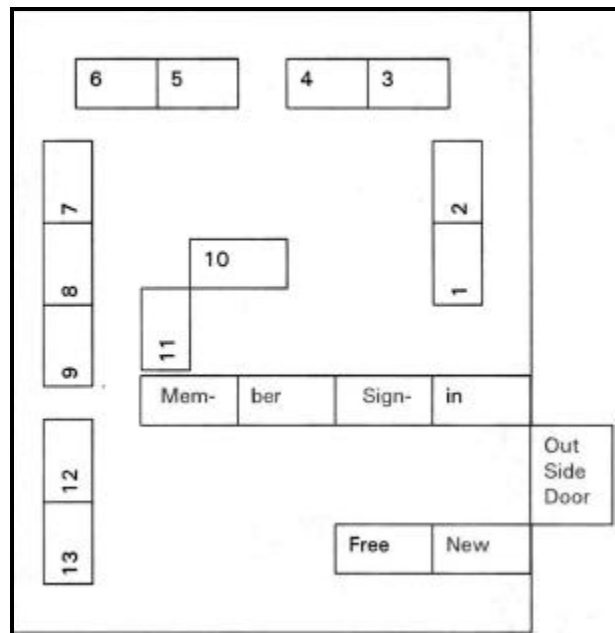 6 5 4 3
7 2
8 10 1
9 11
Mem- ber Sign- in
12 Out
Side
Door
13 Free New